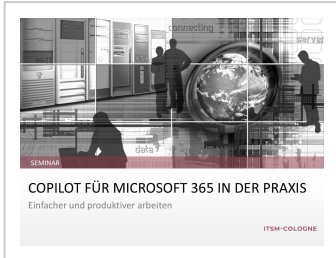 connecting
server
data
SEMINAR
COPILOT FÜR MICROSOFT 365 IN DER PRAXIS
Einfacher und produktiver arbeiten
ITSM·COLOGNE